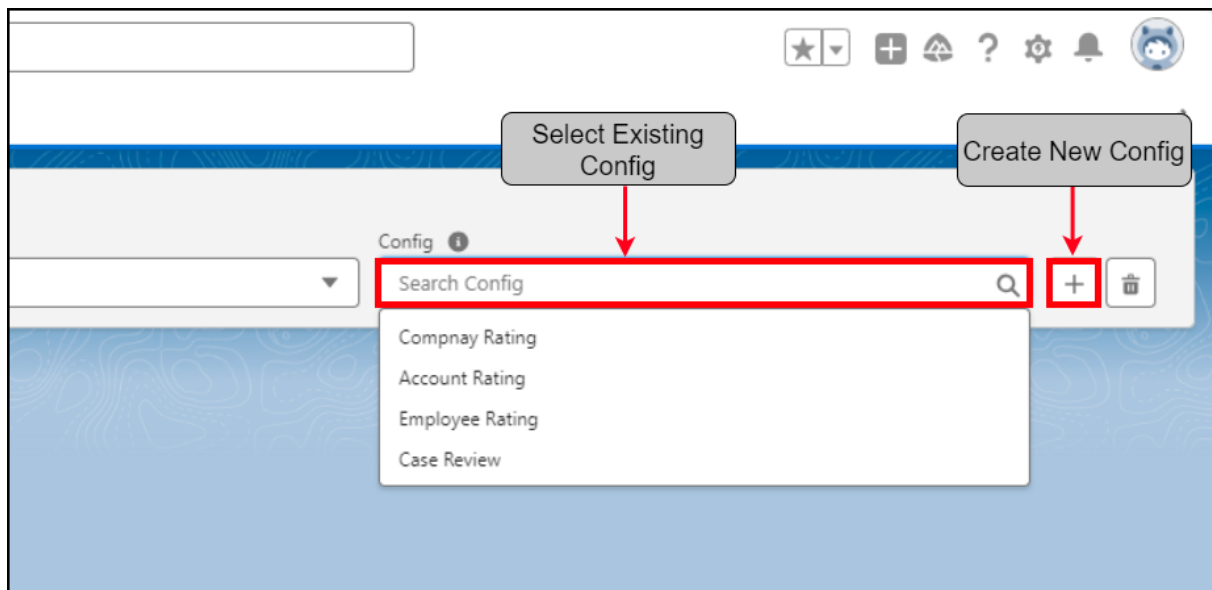 Select Existing
Config
Create New Config
Config
Search Config
Compnay Rating
Account Rating
Employee Rating
Case Review